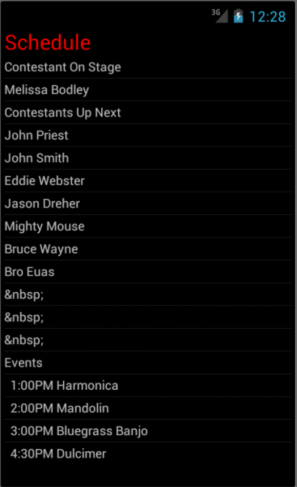 3G 12:28
Schedule
Contestant On Stage
Melissa Bodley
Contestants Up Next
John Priest
John Smith
Eddie Webster
Jason Dreher
Mighty Mouse
Bruce Wayne
Bro Euas
&nbsp;
&nbsp;
&nbsp;
Events
1:00PM Harmonica
2:00PM Mandolin
3:00PM Bluegrass Banjo
4:30PM Dulcimer